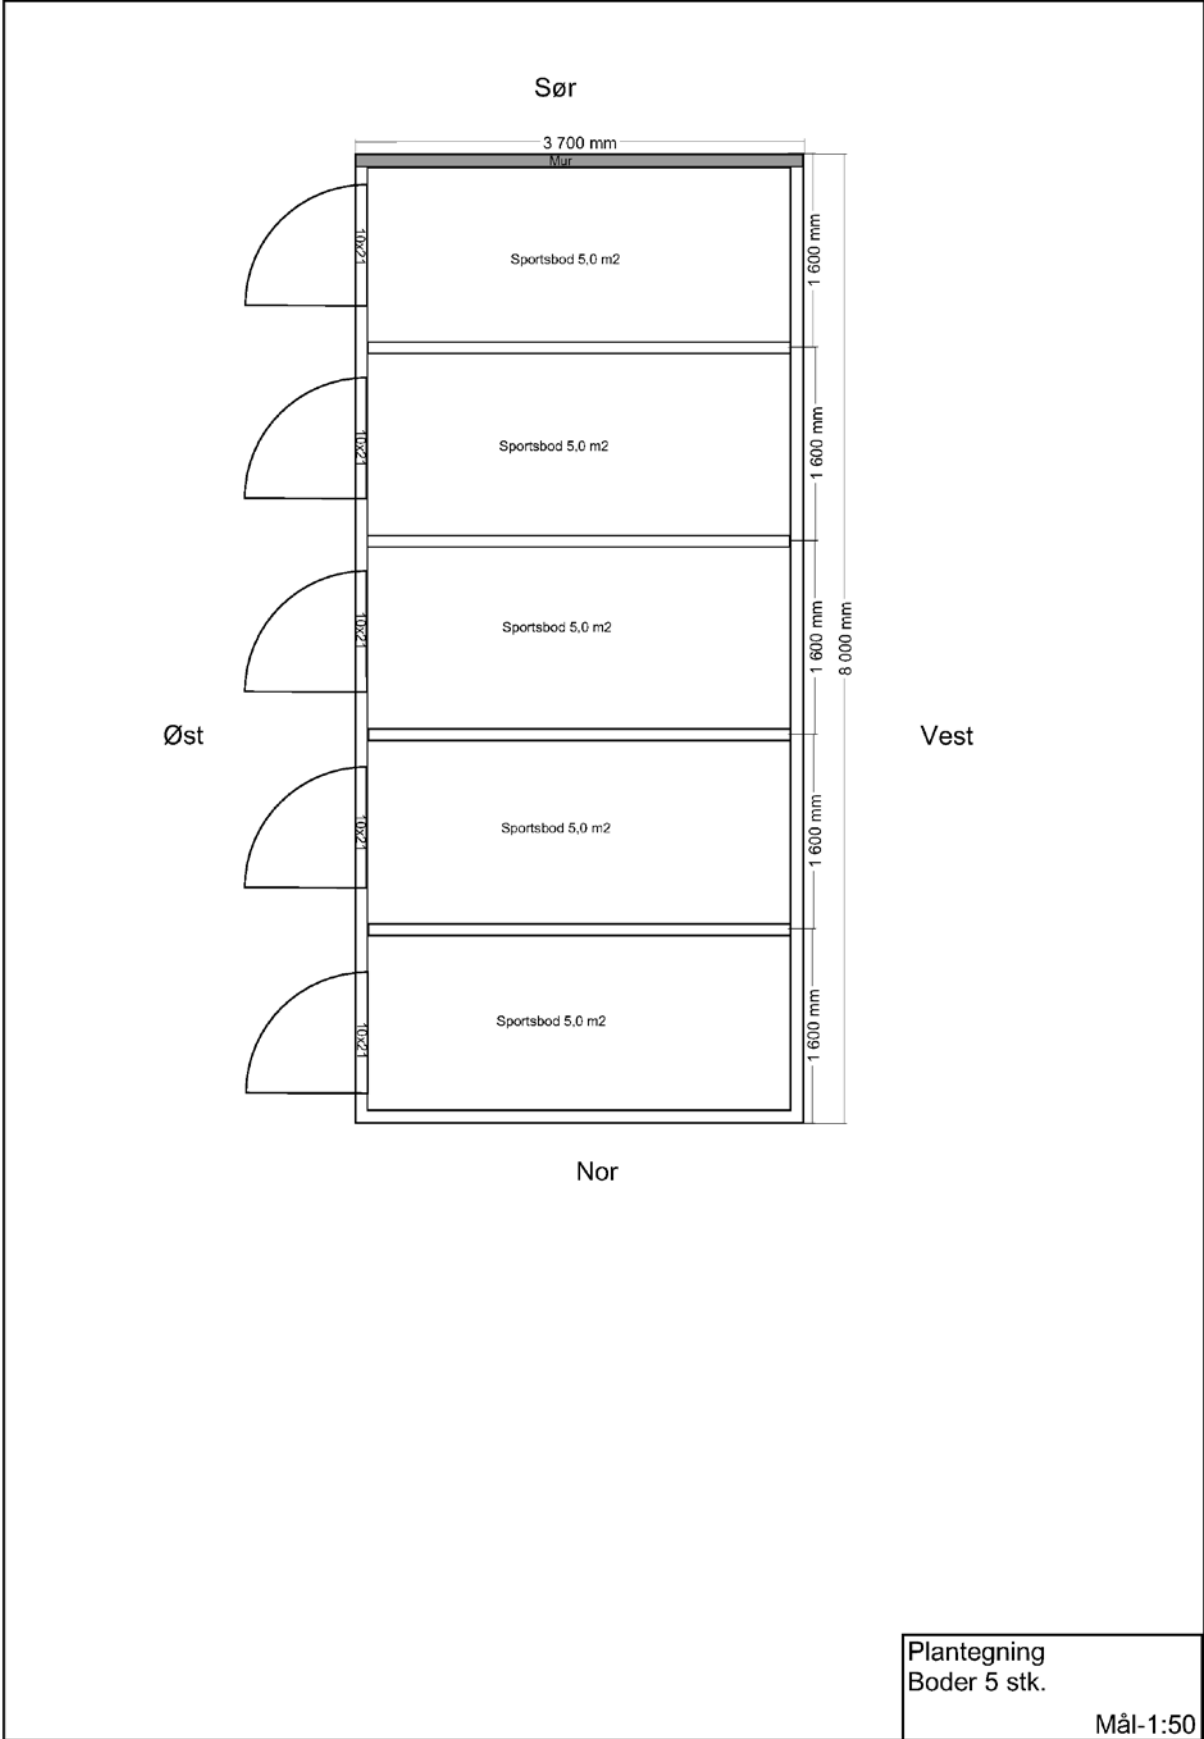 Sør
3 700 mm
Mur
10x21
Sportsbod 5,0 m2
1 600 mm
10x21
Sportsbod 5,0 m2
1 600 mm
10x21
Sportsbod 5,0 m2
1 600 mm
8 000 mm
Øst
Vest
10x21
Sportsbod 5,0 m2
1 600 mm
10x21
Sportsbod 5,0 m2
1 600 mm
Nor
Plantegning
Boder 5 stk.
Mål-1:50